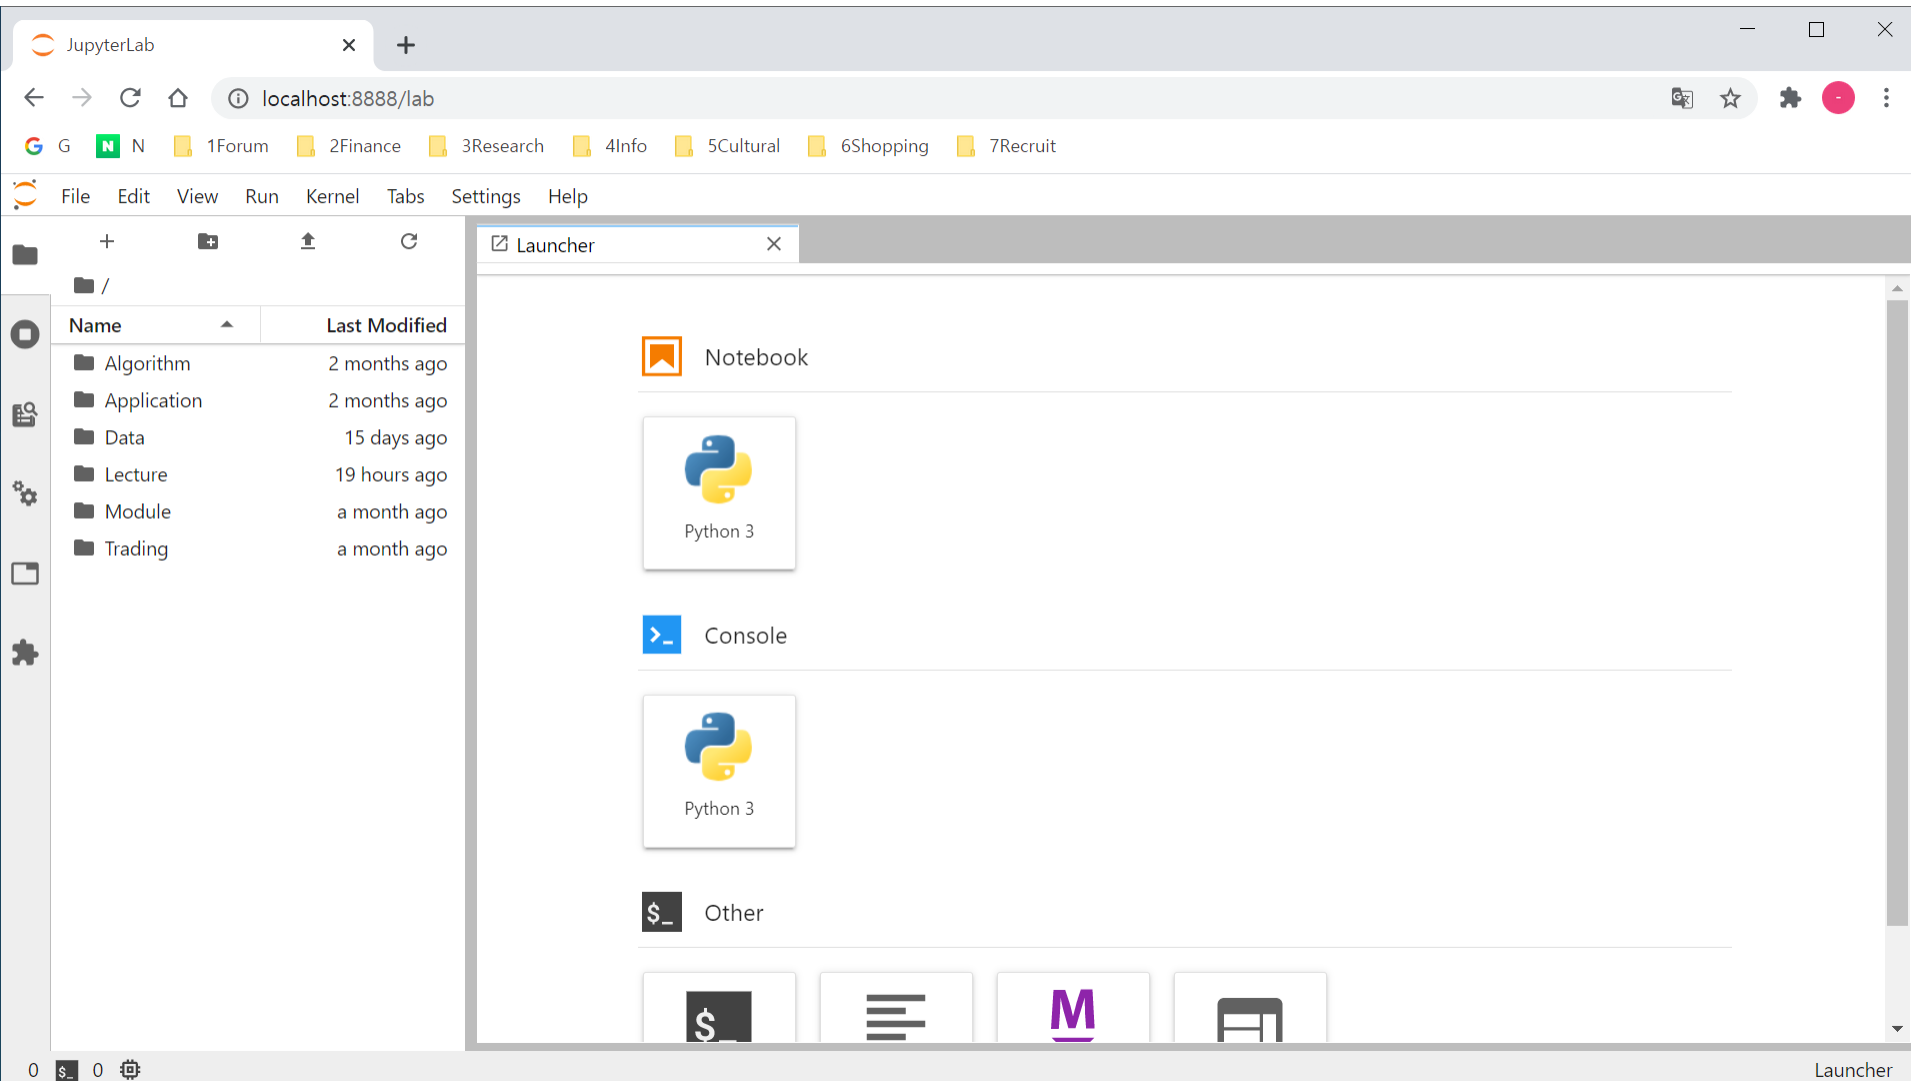 JupyterLab
localhost:8888/lab
G N 1Forum 2Finance 3Research 4Info 5Cultural 6Shopping 7Recruit
File Edit View Run Kernel Tabs Settings Help
Launcher
/
Name Last Modified
Algorithm 2 months ago
Application 2 months ago
Data 15 days ago
Lecture 19 hours ago
Module a month ago
Trading a month ago
Notebook
Python 3
Console
Python 3
$_ Other
$_ M
0 $_ 0 Launcher